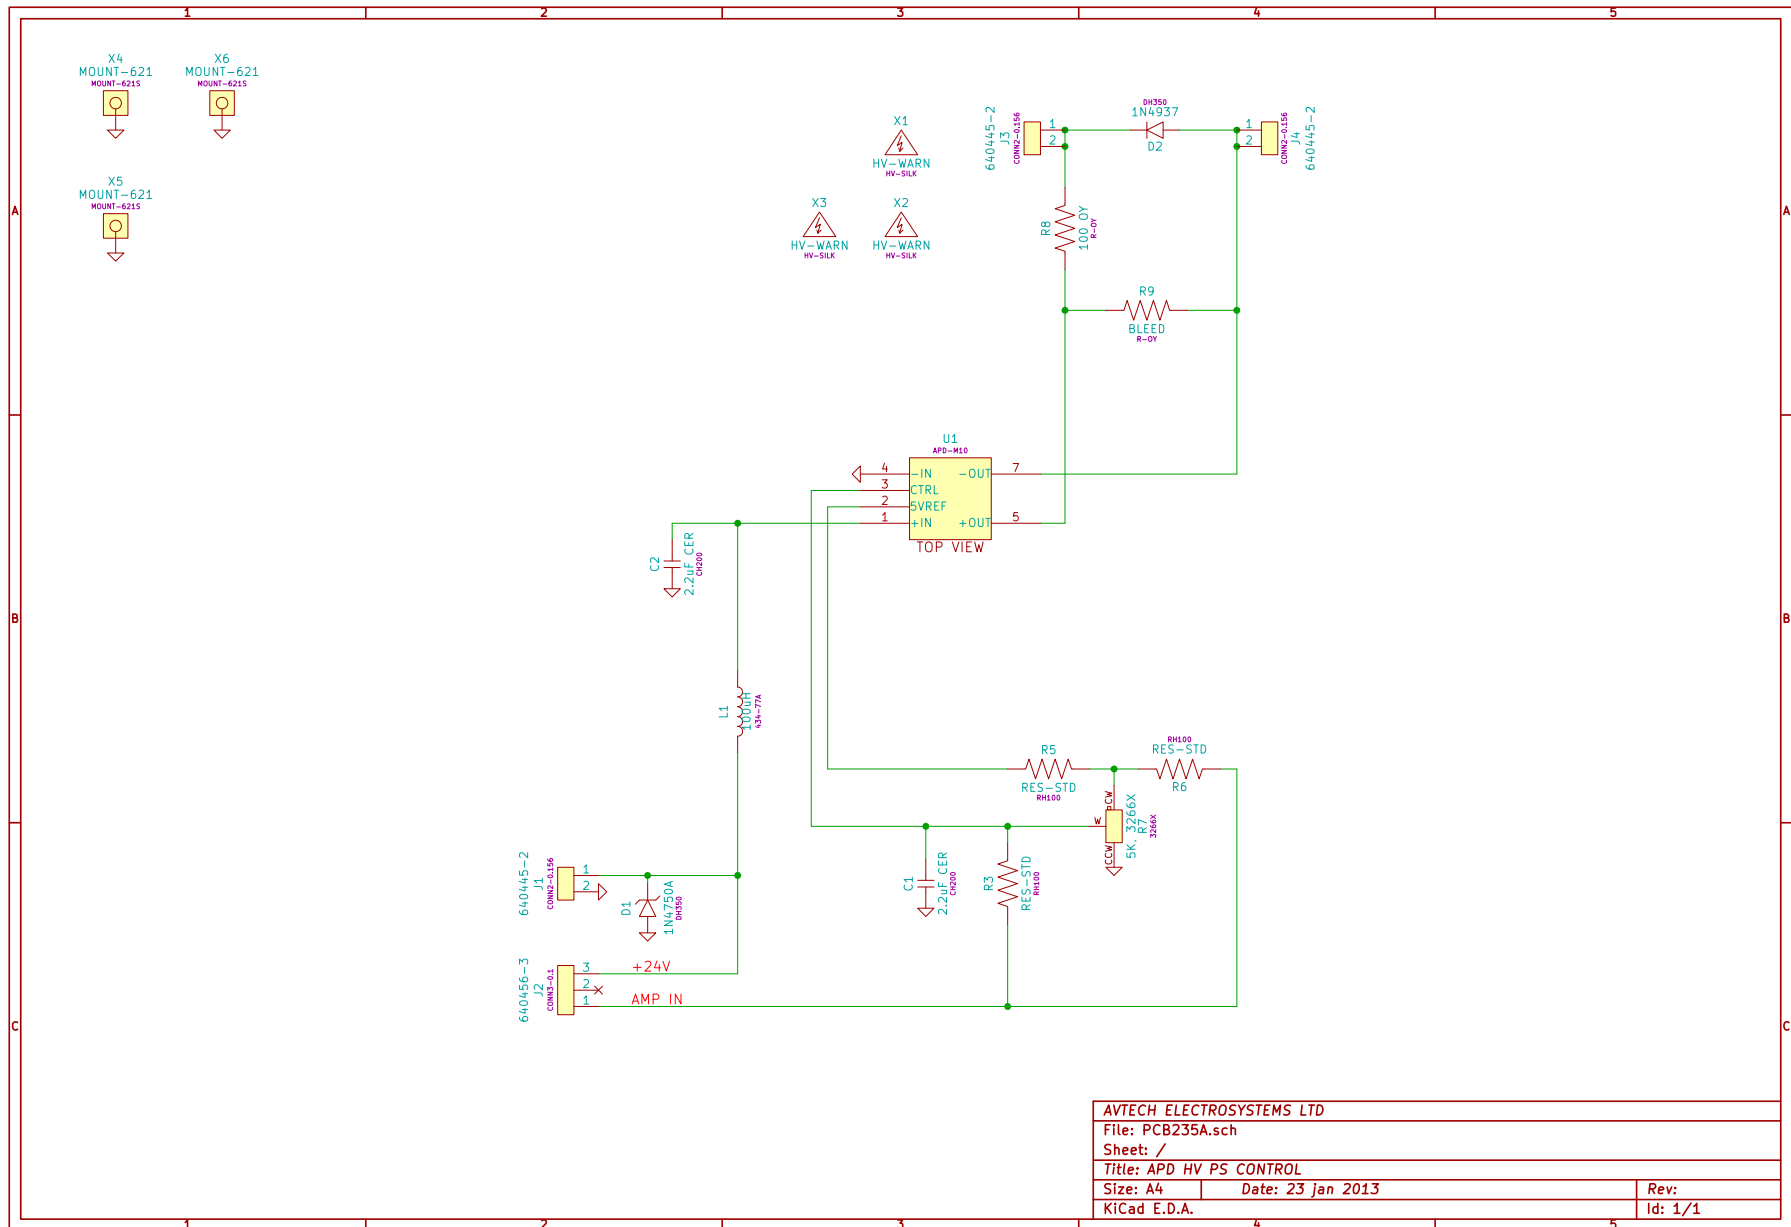 1 2 3 4 5
X4
MOUNT-621
MOUNT-621S
X6
MOUNT-621
MOUNT-621S
X5
MOUNT-621
MOUNT-621S
X1
HV-WARN
HV-SILK
X3
HV-WARN
HV-SILK
X2
HV-WARN
HV-SILK
640445-2
J3
CONN2-0.156
1
2
DH350
1N4937
D2
1
2
CONN2-0.156
J4
640445-2
A
A
R8
100 OY
R-OY
R9
BLEED
R-OY
U1
APD-M10
4 -IN -OUT 7
3 CTRL
2 5VREF
1 +IN +OUT 5
TOP VIEW
C2
2.2uF CER
CH200
B
B
L1
100uH
434-77A
R5
RES-STD
RH100
RH100
RES-STD
R6
CW
W
CCW
5K, 3266X
R7
3266X
640445-2
J1
CONN2-0.156
1
2
D1
1N4750A
DH350
C1
2.2uF CER
CH200
R3
RES-STD
RH100
640456-3
J2
CONN3-0.1
3 +24V
2
1 AMP IN
C
C
AVTECH ELECTROSYSTEMS LTD
File: PCB235A.sch
Sheet: /
Title: APD HV PS CONTROL
Size: A4 Date: 23 jan 2013 Rev:
KiCad E.D.A. Id: 1/1
1 2 3 4 5